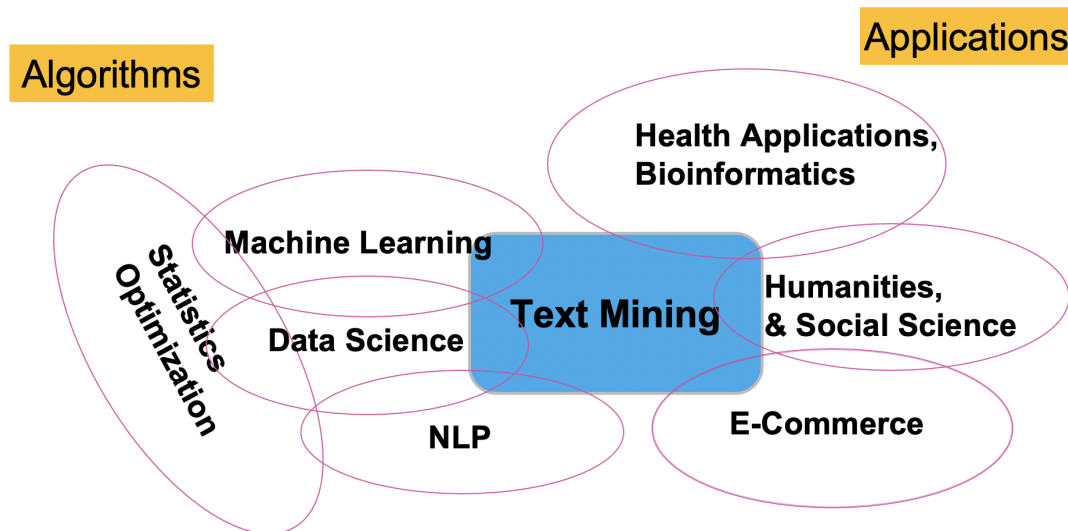 Algorithms
Applications
Health Applications,
Bioinformatics
Machine Learning
Statistics
Optimization
Data Science
Text Mining
Humanities,
& Social Science
NLP
E-Commerce